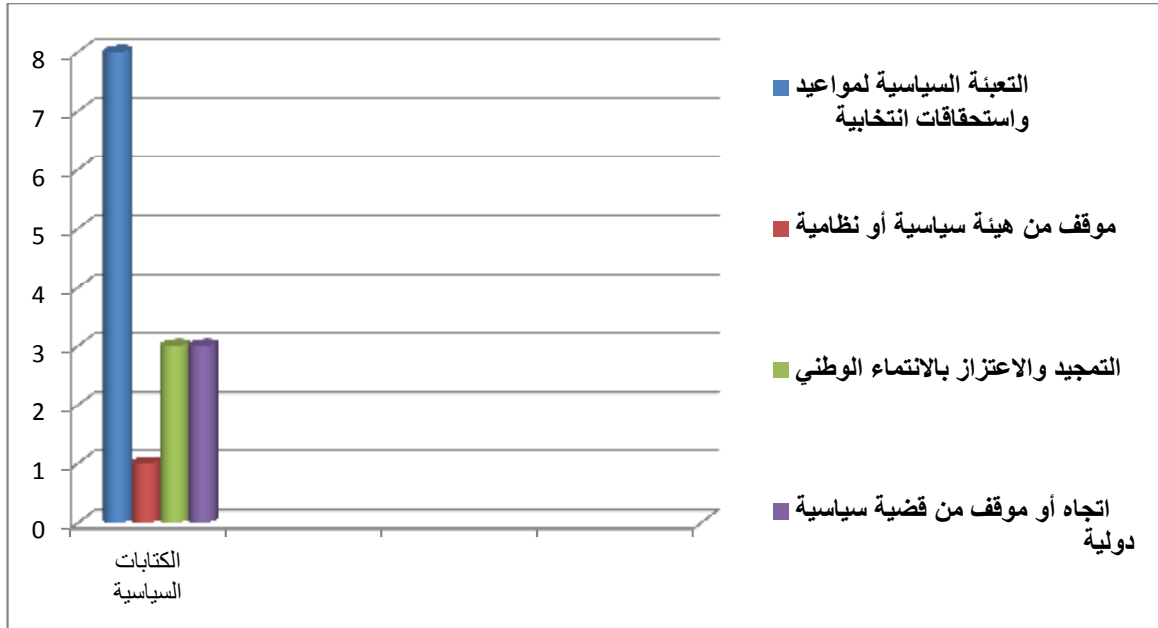 8
7
6
5
4
3
2
1
0
الكتابات
السياسية
التعبئة السياسية لمواعيد
واستحقاقات انتخابية
موقف من هيئة سياسية أو نظامية
التمجيد والاعتزاز بالانتماء الوطني
اتجاه أو موقف من قضية سياسية
دولية